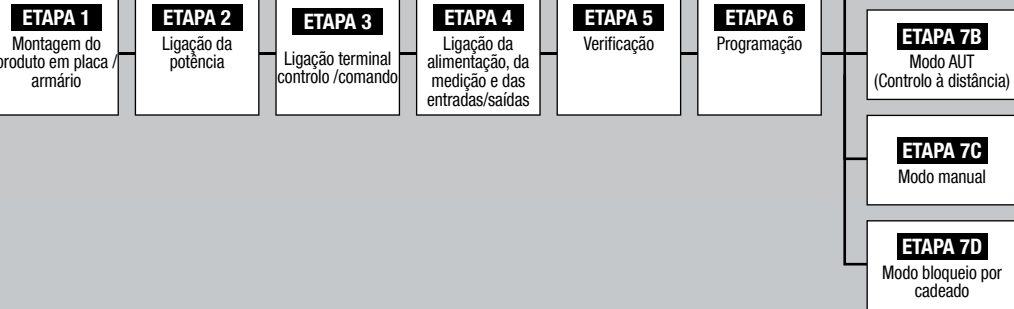 ETAPA 1
Montagem do
produto em placa /
armário
ETAPA 2
Ligação da
potência
ETAPA 3
Ligação terminal
controlo /comando
ETAPA 4
Ligação da
alimentação, da
medição e das
entradas/saídas
ETAPA 5
Verificação
ETAPA 6
Programação
ETAPA 7B
Modo AUT
(Controlo à distância)
ETAPA 7C
Modo manual
ETAPA 7D
Modo bloqueio por
cadeado